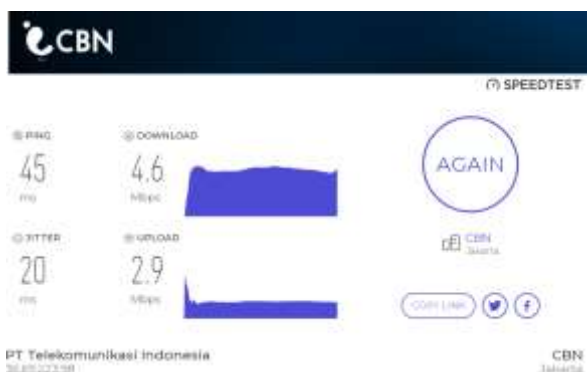 CBN
SPEEDTEST
PING
45
ms
DOWNLOAD
4.6
Mbps
AGAIN
JITTER
20
ms
UPLOAD
2.9
Mbps
CBN
Jakarta
COPY LINK
PT Telekomunikasi Indonesia
CBN
Jakarta